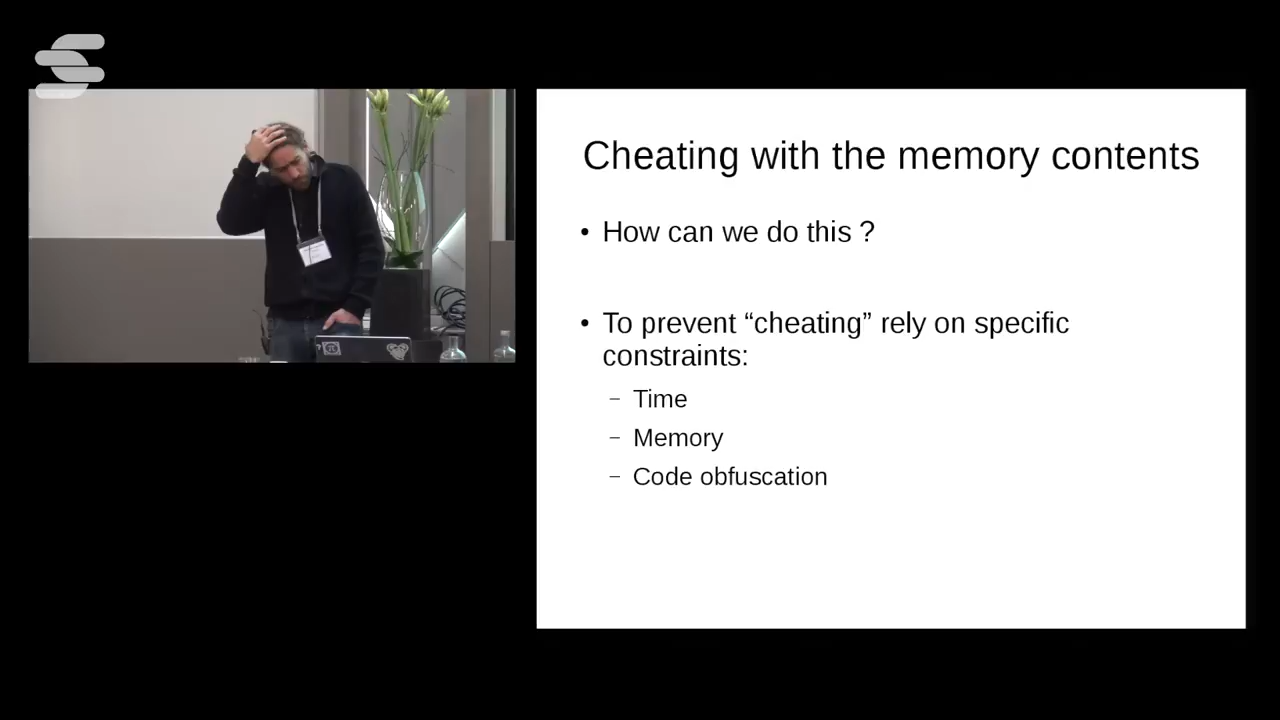 Cheating with the memory contents
• How can we do this ?
• To prevent “cheating” rely on specific
constraints:
– Time
– Memory
– Code obfuscation